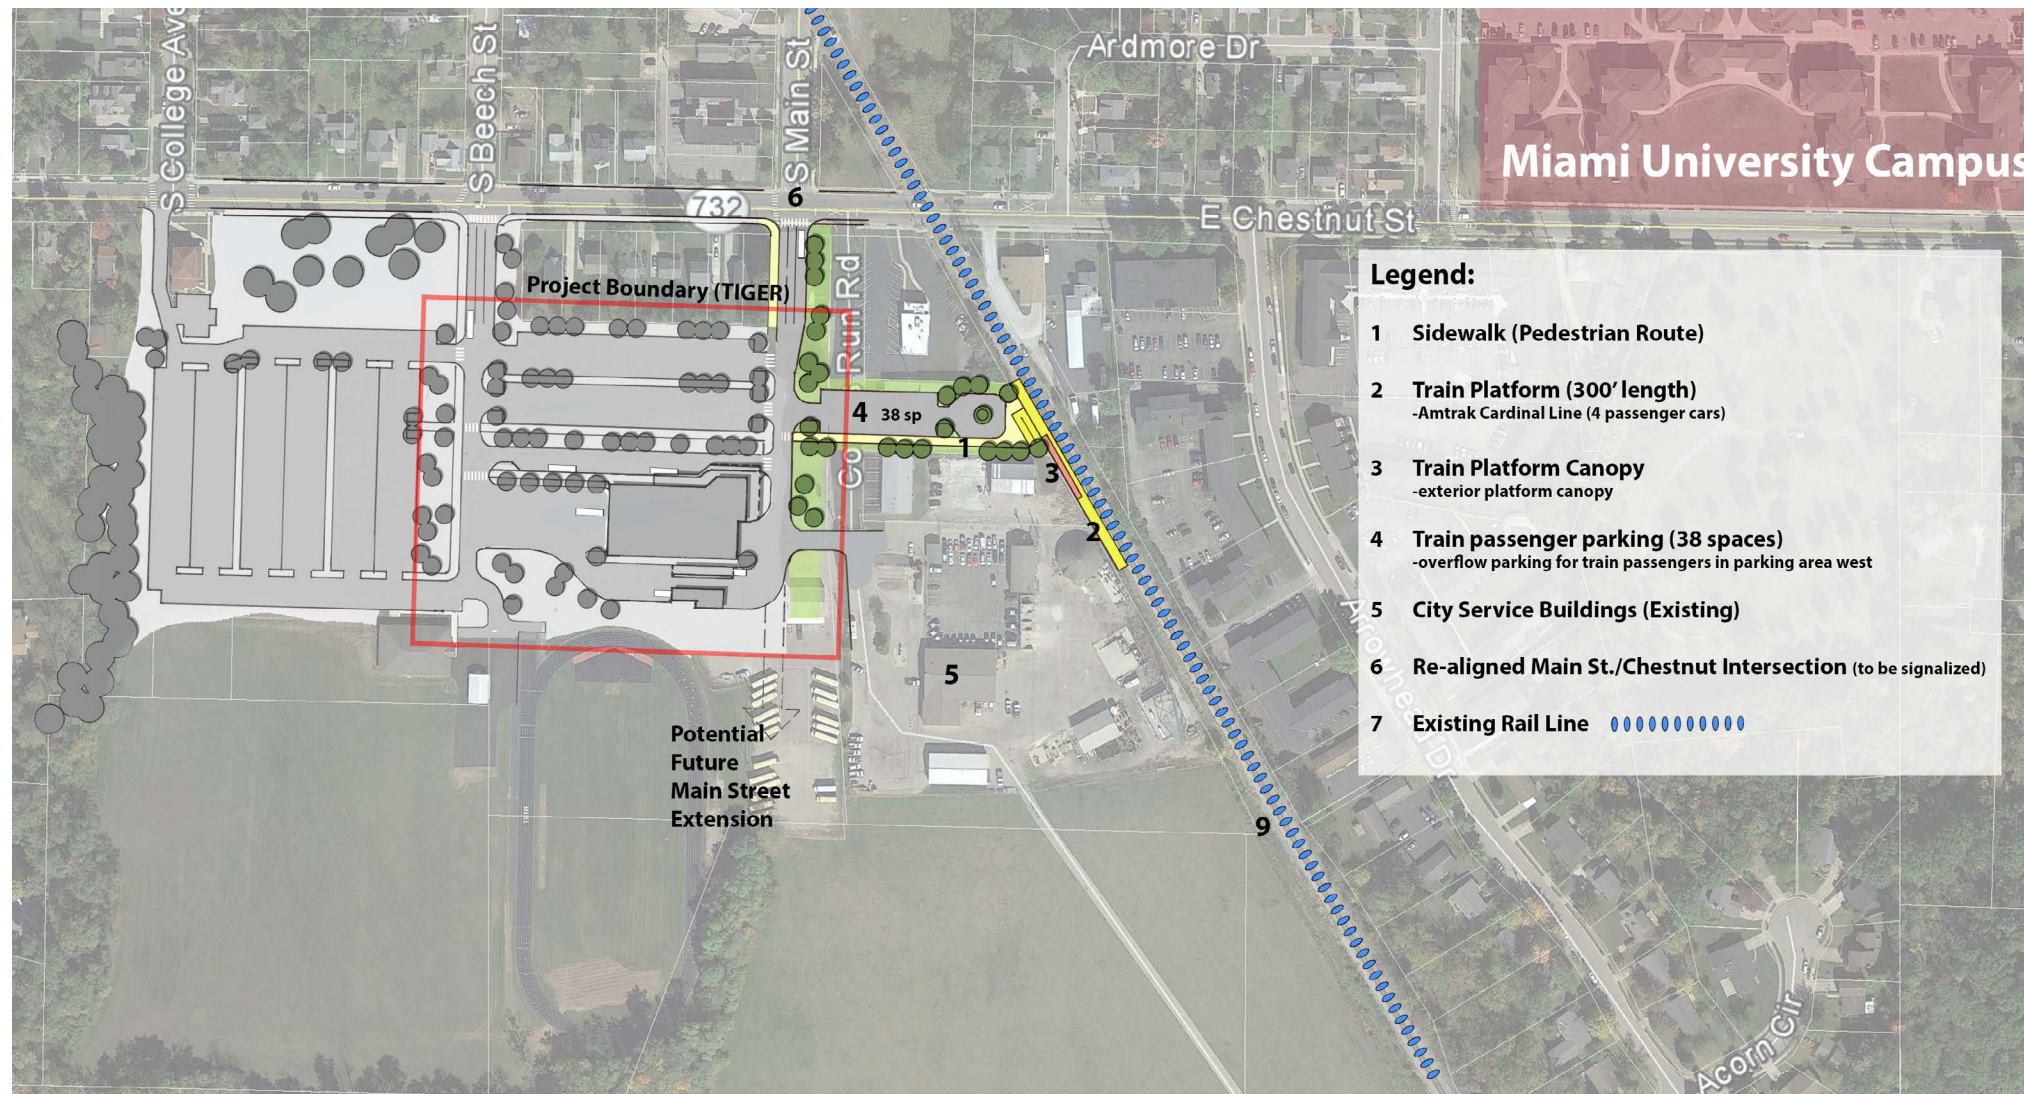 S College Ave
S Beech St
S Main St
Ardmore Dr
Miami University Campus
6
732
E Chestnut St
Project Boundary (TIGER)
Run Rd
4 38 sp
1
3
2
5
Potential
Future
Main Street
Extension
9
Arrowhead Dr
Acorn Cir
Legend:
1 Sidewalk (Pedestrian Route)
2 Train Platform (300’ length)
-Amtrak Cardinal Line (4 passenger cars)
3 Train Platform Canopy
-exterior platform canopy
4 Train passenger parking (38 spaces)
-overflow parking for train passengers in parking area west
5 City Service Buildings (Existing)
6 Re-aligned Main St./Chestnut Intersection (to be signalized)
7 Existing Rail Line